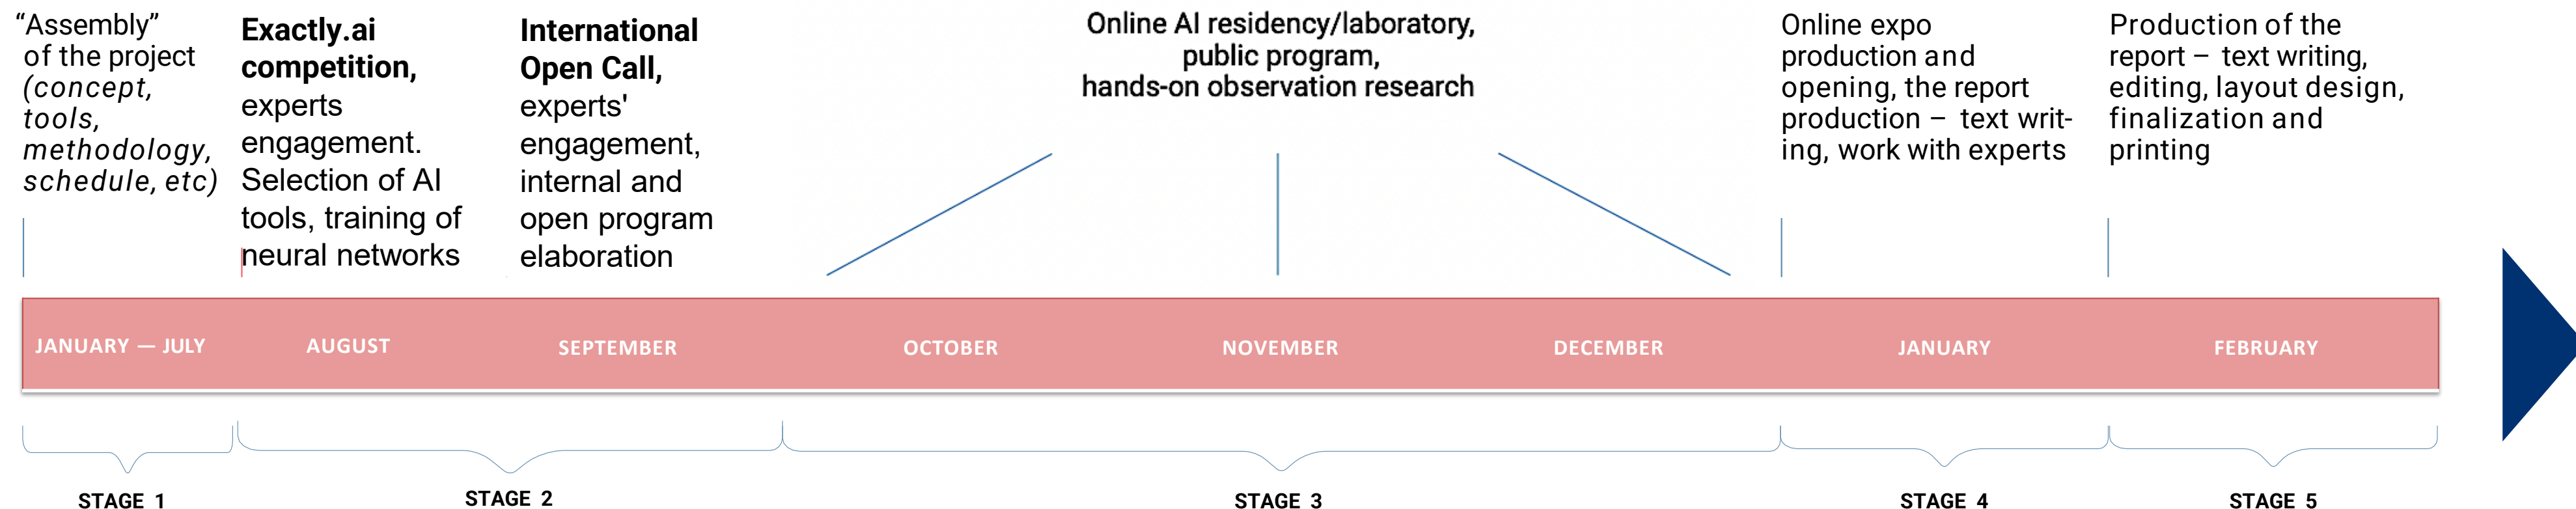 “Assembly”
of the project
(concept,
tools,
methodology,
schedule, etc)
Exactly.ai
competition,
experts
engagement.
Selection of AI
tools, training of
neural networks
International
Open Call,
experts'
engagement,
internal and
open program
elaboration
Online AI residency/laboratory,
public program,
hands-on observation research
Online expo
production and
opening, the report
production – text writ-
ing, work with experts
Production of the
report – text writing,
editing, layout design,
finalization and
printing
JANUARY — JULY
AUGUST
SEPTEMBER
OCTOBER
NOVEMBER
DECEMBER
JANUARY
FEBRUARY
STAGE 1
STAGE 2
STAGE 3
STAGE 4
STAGE 5